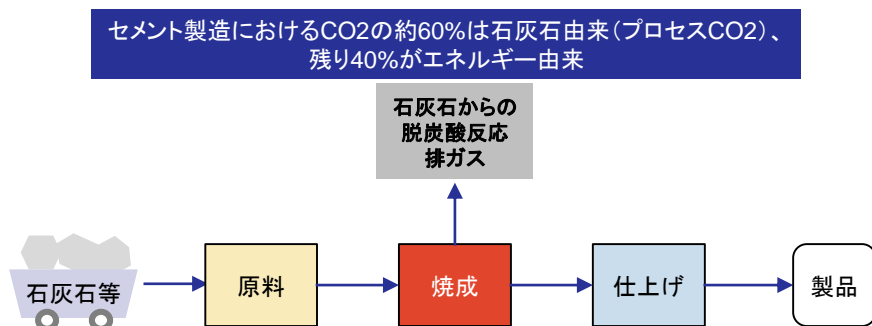 セメント製造におけるCO2の約60%は石灰石由来（プロセスCO2）、
残り40%がエネルギー由来
石灰石からの
脱炭酸反応
排ガス
石灰石等
原料
焼成
仕上げ
製品